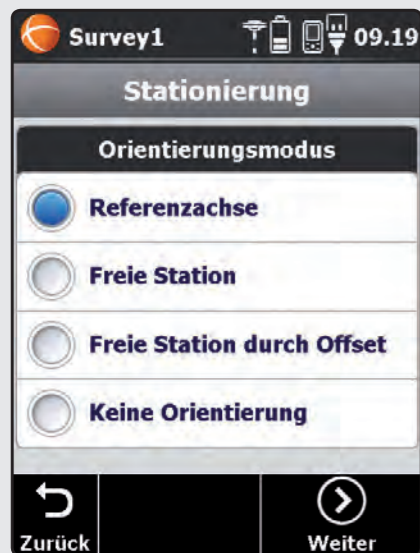 Survey1 09.19
Stationierung
Orientierungsmodus
Referenzachse
Freie Station
Freie Station durch Offset
Keine Orientierung
Zurück Weiter